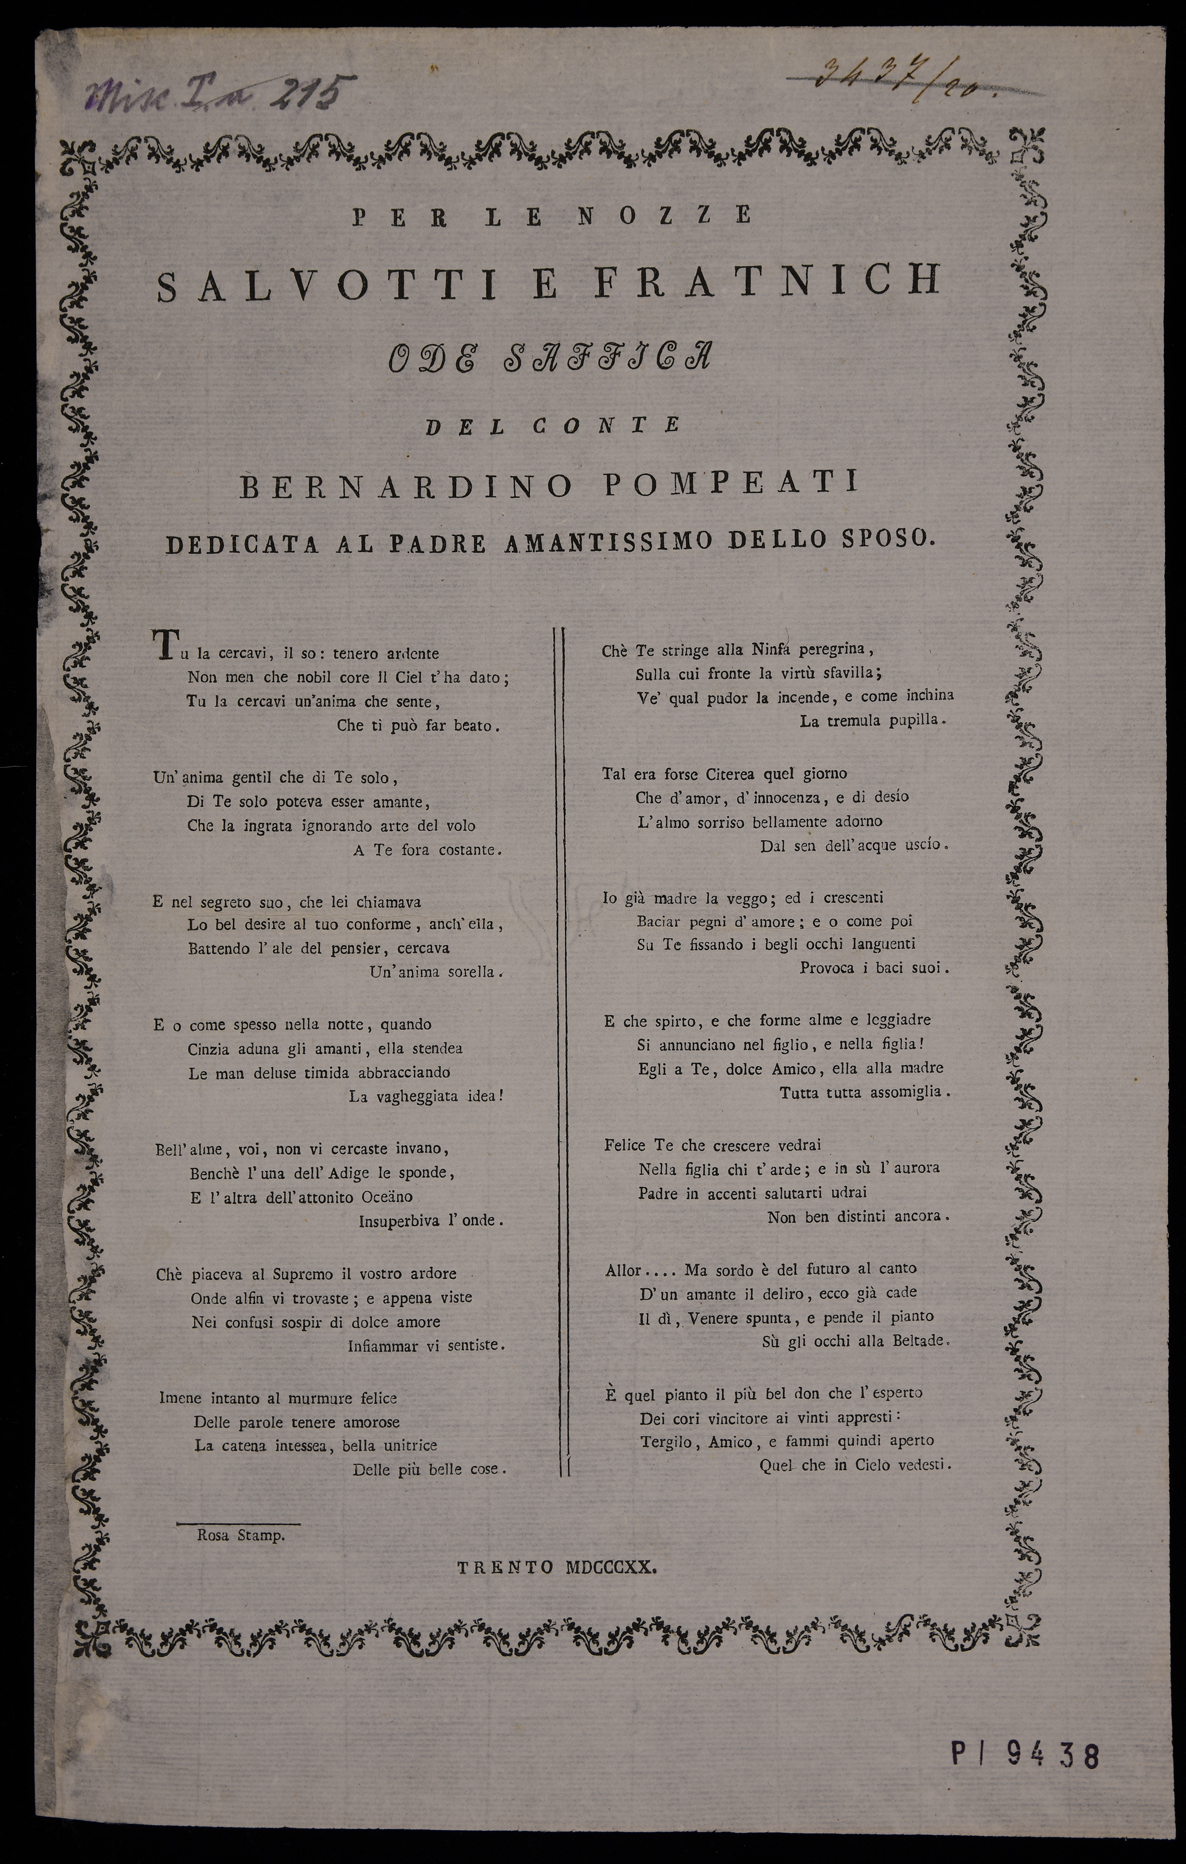 Misc. T. n. 215
3437/20.
PER LE NOZZE
SALVOTTI E FRATNICH
ODE SAFFICA
DEL CONTE
BERNARDINO POMPEATI
DEDICATA AL PADRE AMANTISSIMO DELLO SPOSO.
Tu la cercavi, il so: tenero ardente
Non men che nobil core Il Ciel t'ha dato;
Tu la cercavi un'anima che sente,
Che ti può far beato.
Un'anima gentil che di Te solo,
Di Te solo poteva esser amante,
Che la ingrata ignorando arte del volo
A Te fora costante.
E nel segreto suo, che lei chiamava
Lo bel desire al tuo conforme, anch'ella,
Battendo l'ale del pensier, cercava
Un'anima sorella.
E o come spesso nella notte, quando
Cinzia aduna gli amanti, ella stendea
Le man deluse timida abbracciando
La vagheggiata idea!
Bell'alme, voi, non vi cercaste invano,
Benchè l'una dell'Adige le sponde,
E l'altra dell'attonito Oceäno
Insuperbiva l'onde.
Chè piaceva al Supremo il vostro ardore
Onde alfin vi trovaste; e appena viste
Nei confusi sospir di dolce amore
Infiammar vi sentiste.
Imene intanto al murmure felice
Delle parole tenere amorose
La catena intessea, bella unitrice
Delle più belle cose.
Chè Te stringe alla Ninfa peregrina,
Sulla cui fronte la virtù sfavilla;
Ve' qual pudor la incende, e come inchina
La tremula pupilla.
Tal era forse Citerea quel giorno
Che d'amor, d'innocenza, e di desío
L'almo sorriso bellamente adorno
Dal sen dell'acque uscío.
Io già madre la veggo; ed i crescenti
Baciar pegni d'amore; e o come poi
Su Te fissando i begli occhi languenti
Provoca i baci suoi.
E che spirto, e che forme alme e leggiadre
Si annunciano nel figlio, e nella figlia!
Egli a Te, dolce Amico, ella alla madre
Tutta tutta assomiglia.
Felice Te che crescere vedrai
Nella figlia chi t'arde; e in sù l'aurora
Padre in accenti salutarti udrai
Non ben distinti ancora.
Allor.... Ma sordo è del futuro al canto
D'un amante il deliro, ecco già cade
Il dì, Venere spunta, e pende il pianto
Sù gli occhi alla Beltade.
È quel pianto il più bel don che l'esperto
Dei cori vincitore ai vinti appresti:
Tergilo, Amico, e fammi quindi aperto
Quel che in Cielo vedesti.
Rosa Stamp.
TRENTO MDCCCXX.
PI 9438